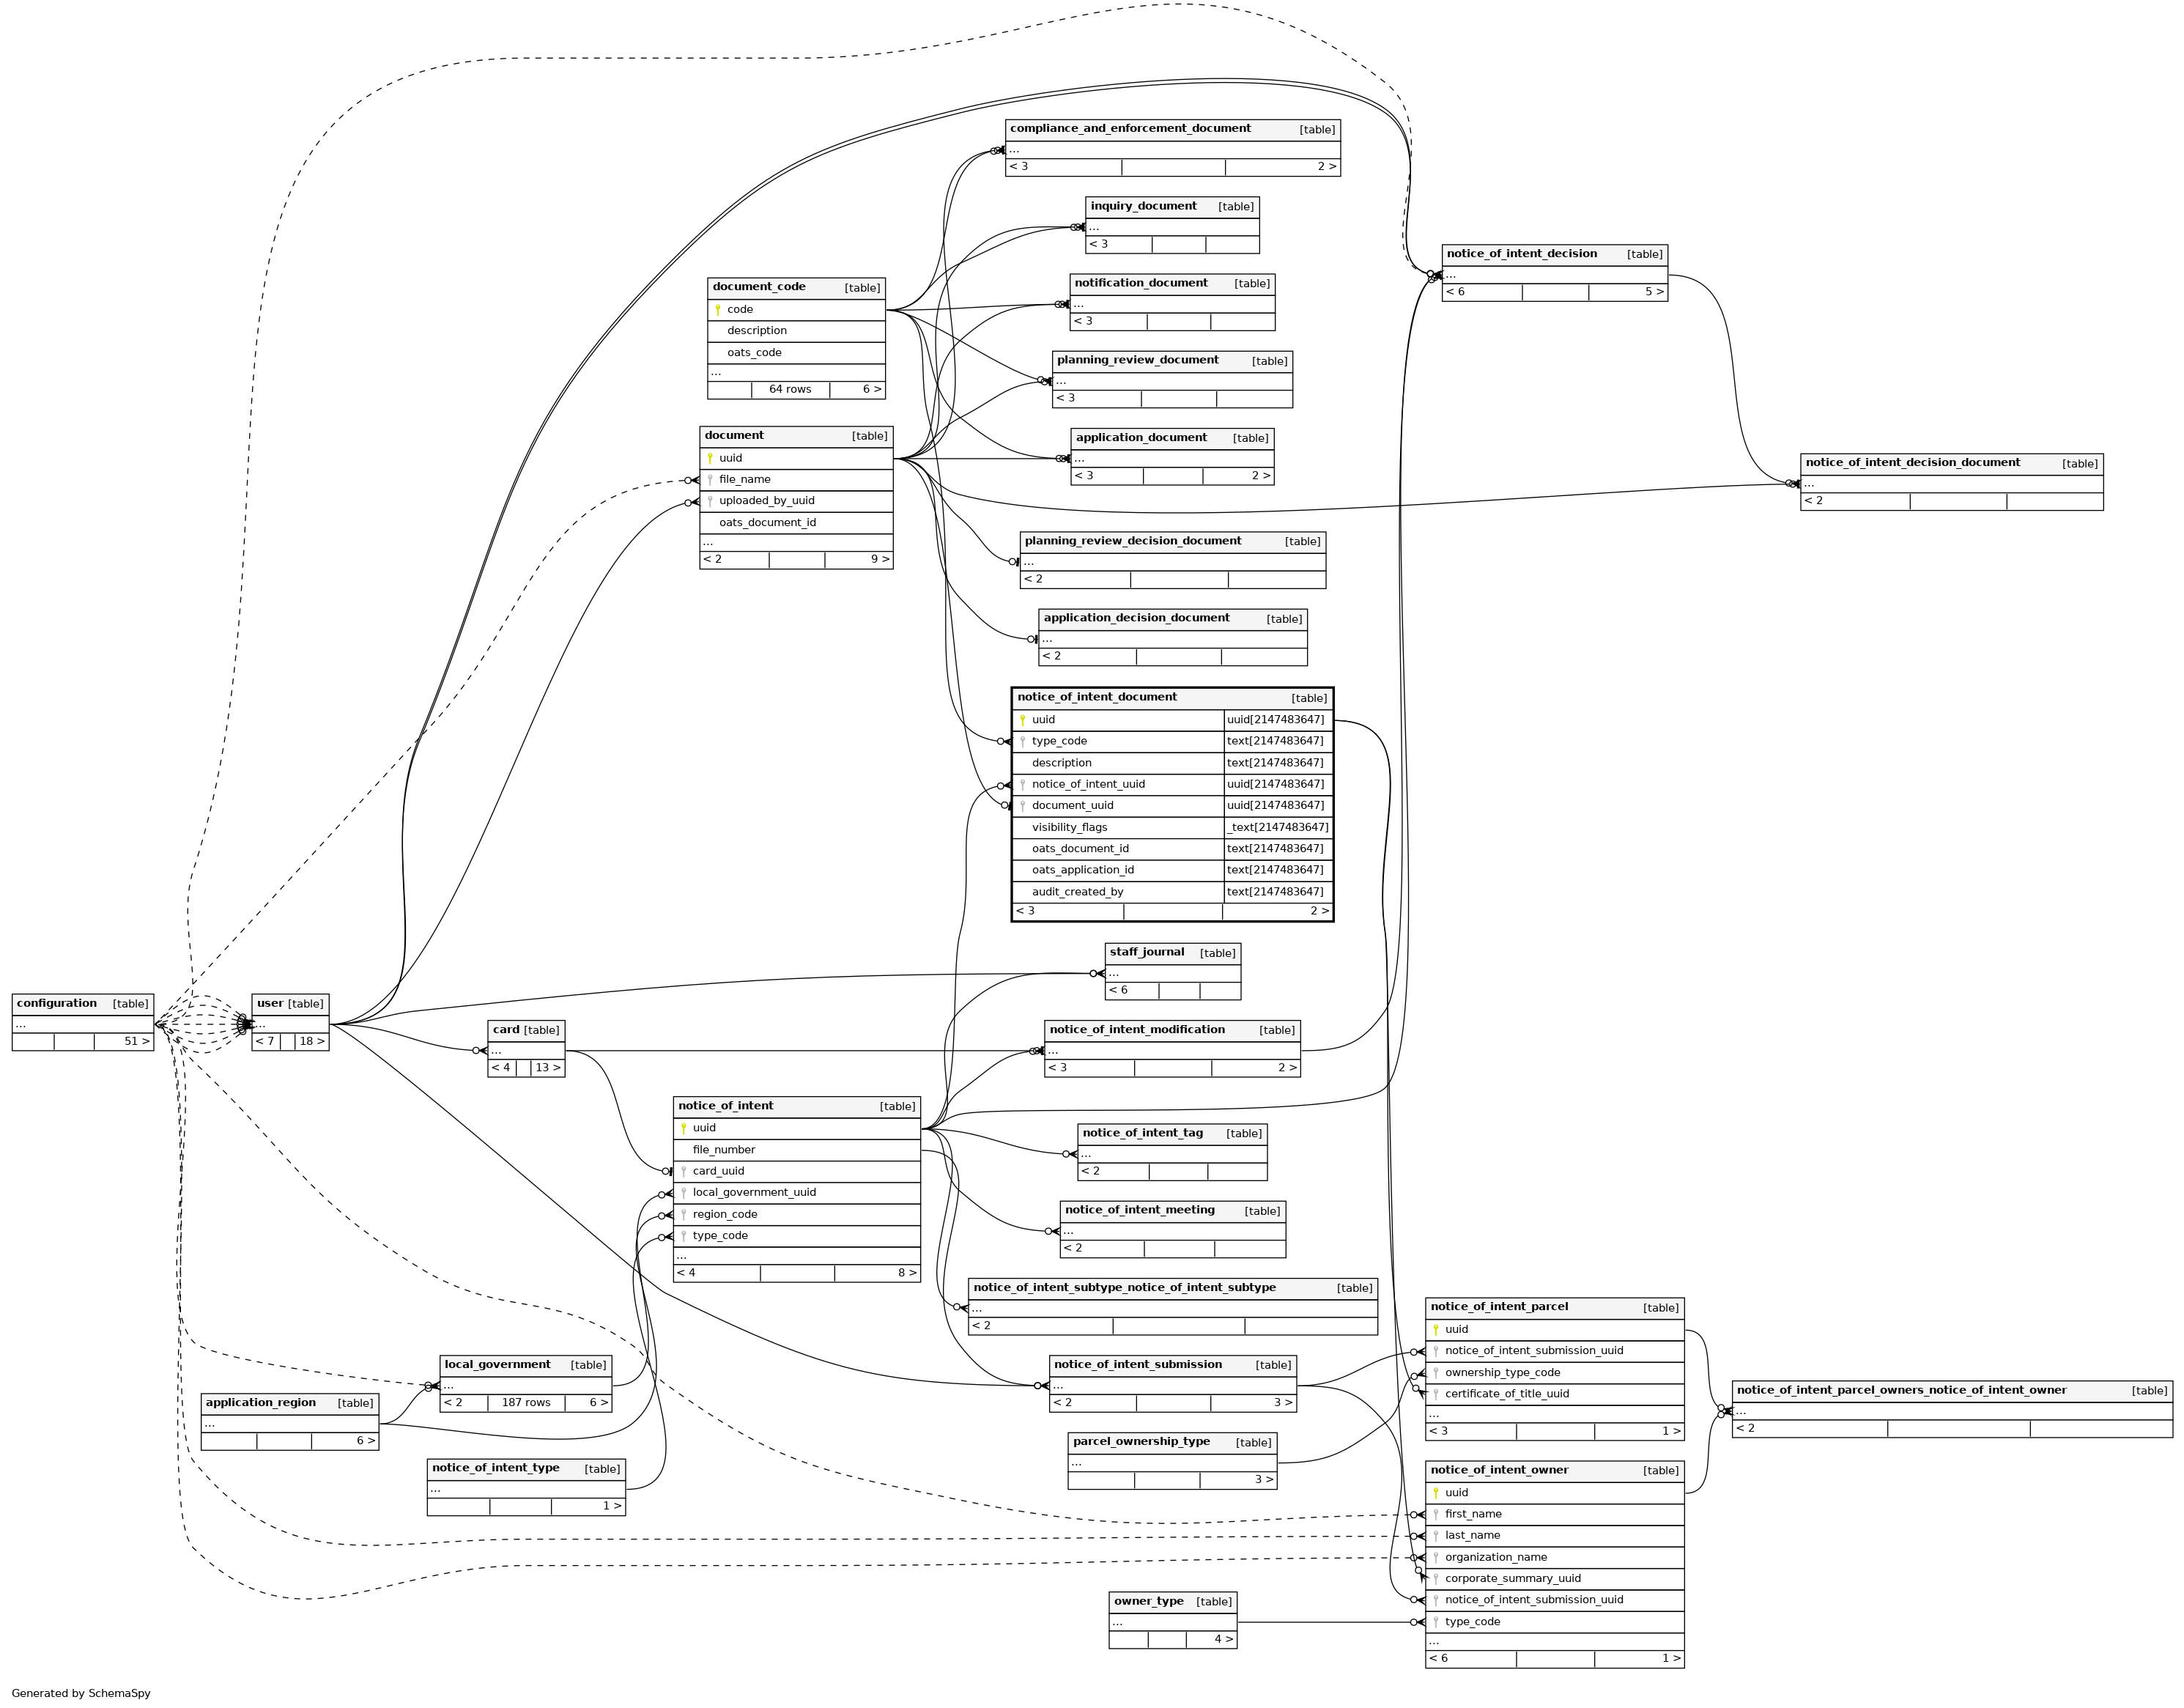 compliance_and_enforcement_document [table]
...
< 3 2 >
inquiry_document [table]
...
< 3
notice_of_intent_decision [table]
...
< 6 5 >
notification_document [table]
...
< 3
document_code [table]
code
description
oats_code
...
64 rows 6 >
planning_review_document [table]
...
< 3
document [table]
uuid
file_name
uploaded_by_uuid
oats_document_id
...
< 2 9 >
application_document [table]
...
< 3 2 >
notice_of_intent_decision_document [table]
...
< 2
planning_review_decision_document [table]
...
< 2
application_decision_document [table]
...
< 2
notice_of_intent_document [table]
uuid uuid[2147483647]
type_code text[2147483647]
description text[2147483647]
notice_of_intent_uuid uuid[2147483647]
document_uuid uuid[2147483647]
visibility_flags _text[2147483647]
oats_document_id text[2147483647]
oats_application_id text[2147483647]
audit_created_by text[2147483647]
< 3 2 >
staff_journal [table]
...
< 6
configuration [table]
...
51 >
user [table]
...
< 7 18 >
card [table]
...
< 4 13 >
notice_of_intent_modification [table]
...
< 3 2 >
notice_of_intent [table]
uuid
file_number
card_uuid
local_government_uuid
region_code
type_code
...
< 4 8 >
notice_of_intent_tag [table]
...
< 2
notice_of_intent_meeting [table]
...
< 2
notice_of_intent_subtype_notice_of_intent_subtype [table]
...
< 2
notice_of_intent_parcel [table]
uuid
notice_of_intent_submission_uuid
ownership_type_code
certificate_of_title_uuid
...
< 3 1 >
local_government [table]
...
< 2 187 rows 6 >
notice_of_intent_submission [table]
...
< 2 3 >
notice_of_intent_parcel_owners_notice_of_intent_owner [table]
...
< 2
application_region [table]
...
6 >
parcel_ownership_type [table]
...
3 >
notice_of_intent_type [table]
...
1 >
notice_of_intent_owner [table]
uuid
first_name
last_name
organization_name
corporate_summary_uuid
notice_of_intent_submission_uuid
type_code
...
< 6 1 >
owner_type [table]
...
4 >
Generated by SchemaSpy